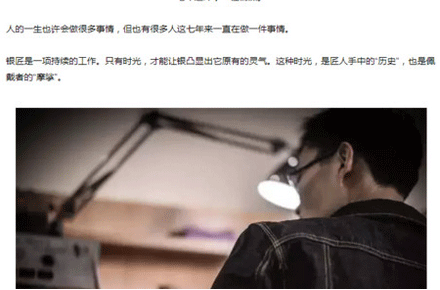 人的一生也许会做很多事情，但也有很多人这七年来一直在做一件事情。
银匠是一项持续的工作。只有时光，才能让银凸显出它原有的灵气。这种时光，是匠人手中的“历史”，也是佩
戴者的“摩挲”。